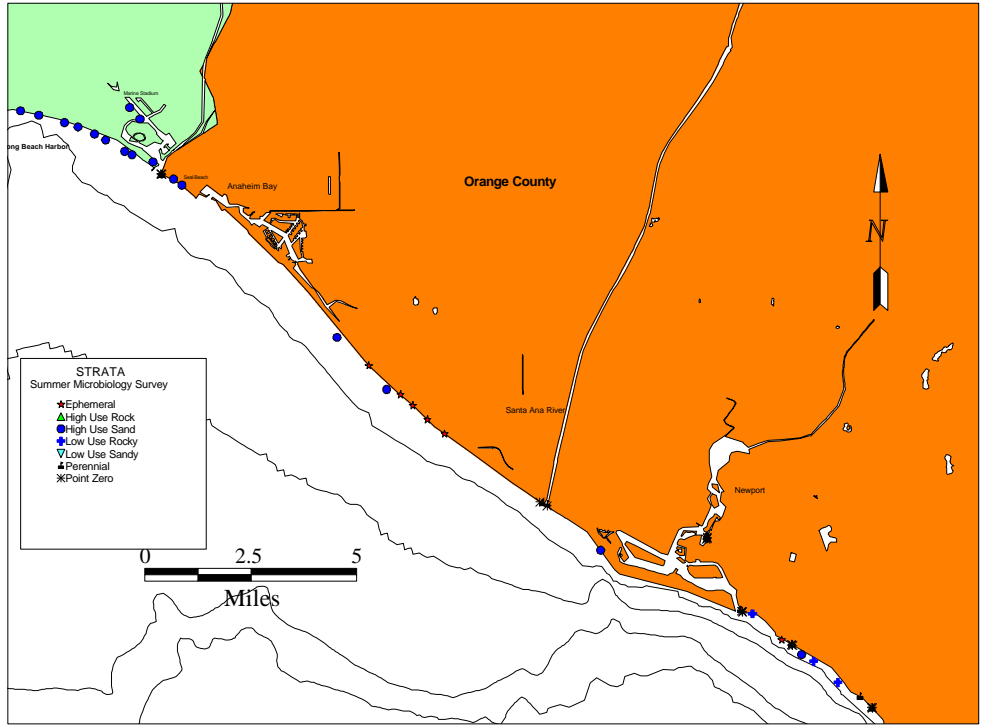 Marine Stadium
ong Beach Harbor
Seal Beach
Anaheim Bay
Orange County
N
STRATA
Summer Microbiology Survey
Ephemeral
High Use Rock
High Use Sand
Low Use Rocky
Low Use Sandy
Perennial
Point Zero
Santa Ana River
Newport
0 2.5 5
Miles